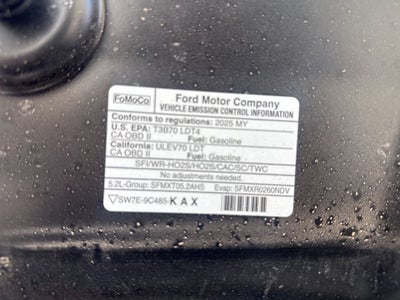 FoMoCo
Ford Motor Company
VEHICLE EMISSION CONTROL INFORMATION
Conforms to regulations: 2025 MY
U.S. EPA: T3B70 LDT4
CA OBD II Fuel: Gasoline
California: ULEV70 LDT
CA OBD II Fuel: Gasoline
SFI/WR-HO2S/HO2S/CAC/SC/TWC
No adjustments needed.
5.2L-Group: SFMXT05.2AHS Evap: SFMXR0260NDV
SW7E-9C485-KAX